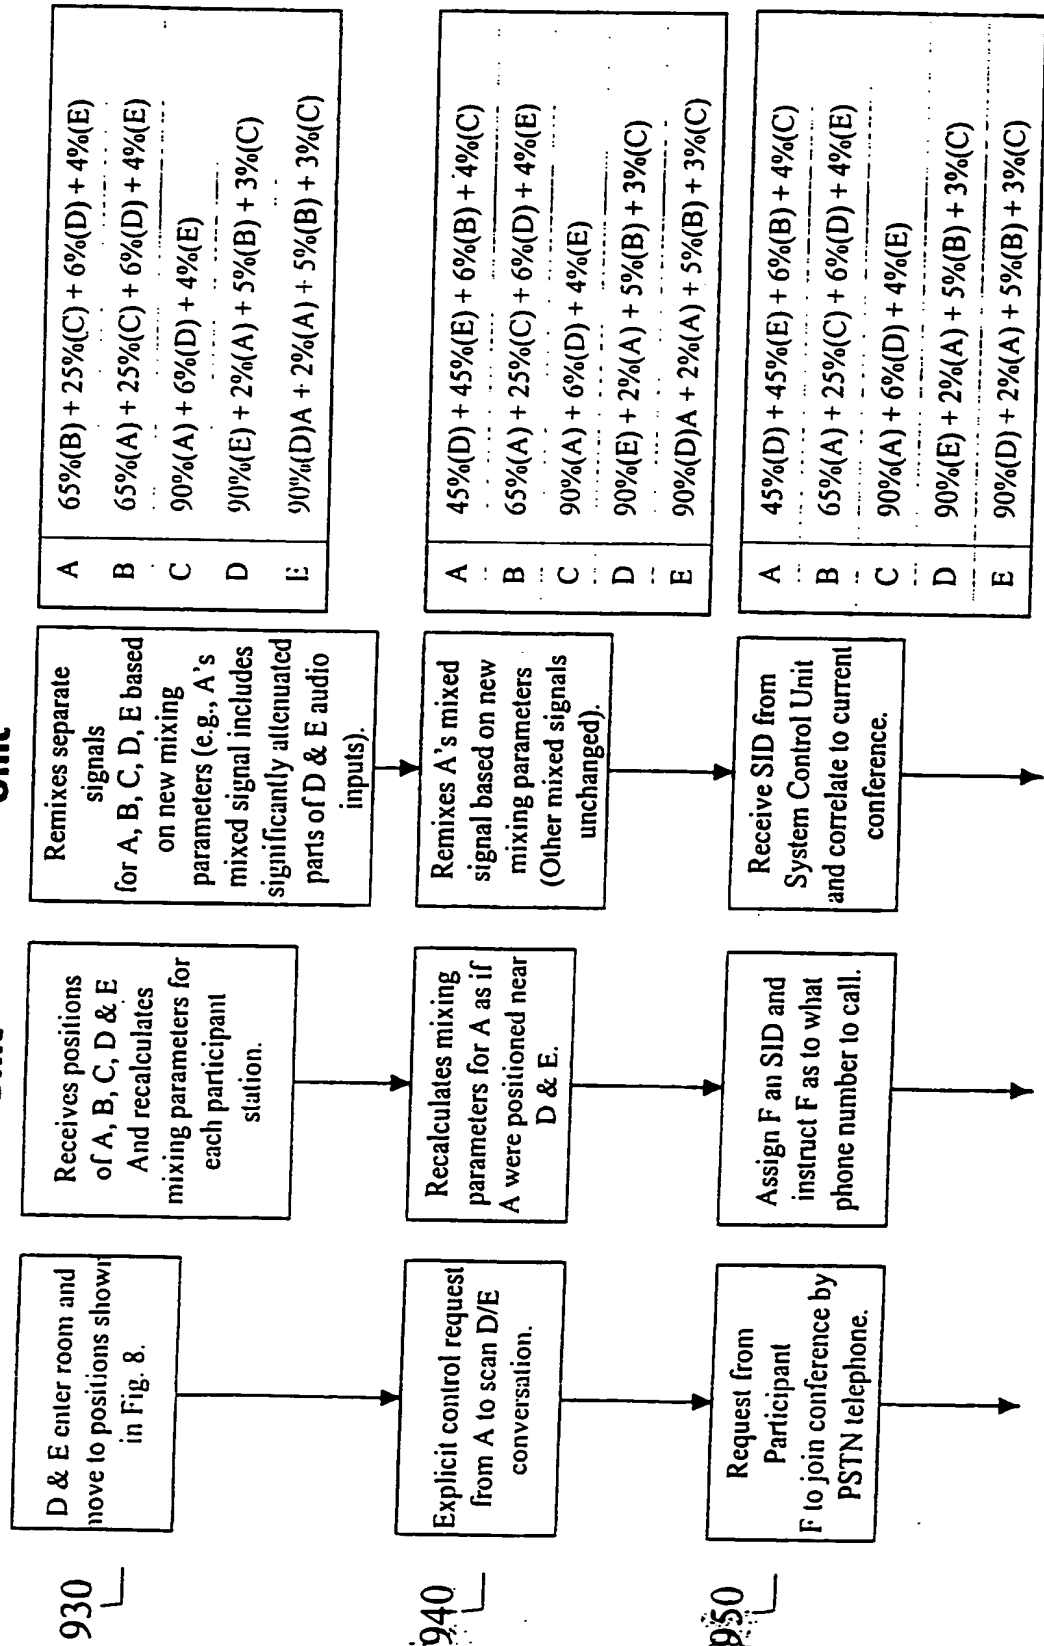 Unit
Unit
930
D & E enter room and
move to positions shown
in Fig. 8.
Receives positions
of A, B, C, D & E
And recalculates
mixing parameters for
each participant
station.
Remixes separate
signals
for A, B, C, D, E based
on new mixing
parameters (e.g., A's
mixed signal includes
significantly attenuated
parts of D & E audio
inputs).
A 65%(B) + 25%(C) + 6%(D) + 4%(E)
B 65%(A) + 25%(C) + 6%(D) + 4%(E)
C 90%(A) + 6%(D) + 4%(E)
D 90%(E) + 2%(A) + 5%(B) + 3%(C)
E 90%(D)A + 2%(A) + 5%(B) + 3%(C)
940
Explicit control request
from A to scan D/E
conversation.
Recalculates mixing
parameters for A as if
A were positioned near
D & E.
Remixes A's mixed
signal based on new
mixing parameters
(Other mixed signals
unchanged).
A 45%(D) + 45%(E) + 6%(B) + 4%(C)
B 65%(A) + 25%(C) + 6%(D) + 4%(E)
C 90%(A) + 6%(D) + 4%(E)
D 90%(E) + 2%(A) + 5%(B) + 3%(C)
E 90%(D)A + 2%(A) + 5%(B) + 3%(C)
950
Request from
Participant
F to join conference by
PSTN telephone.
Assign F an SID and
instruct F as to what
phone number to call.
Receive SID from
System Control Unit
and correlate to current
conference.
A 45%(D) + 45%(E) + 6%(B) + 4%(C)
B 65%(A) + 25%(C) + 6%(D) + 4%(E)
C 90%(A) + 6%(D) + 4%(E)
D 90%(E) + 2%(A) + 5%(B) + 3%(C)
E 90%(D) + 2%(A) + 5%(B) + 3%(C)